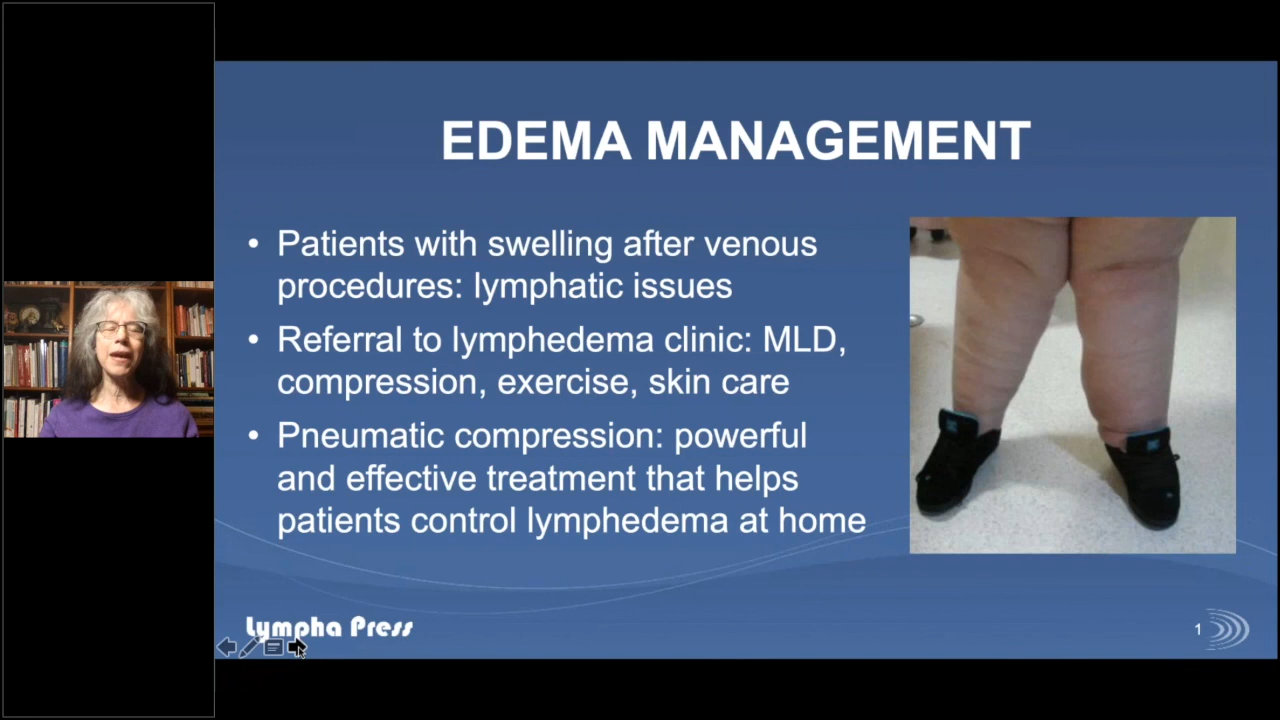 EDEMA MANAGEMENT
• Patients with swelling after venous
procedures: lymphatic issues
• Referral to lymphedema clinic: MLD,
compression, exercise, skin care
• Pneumatic compression: powerful
and effective treatment that helps
patients control lymphedema at home
Lympha Press
1